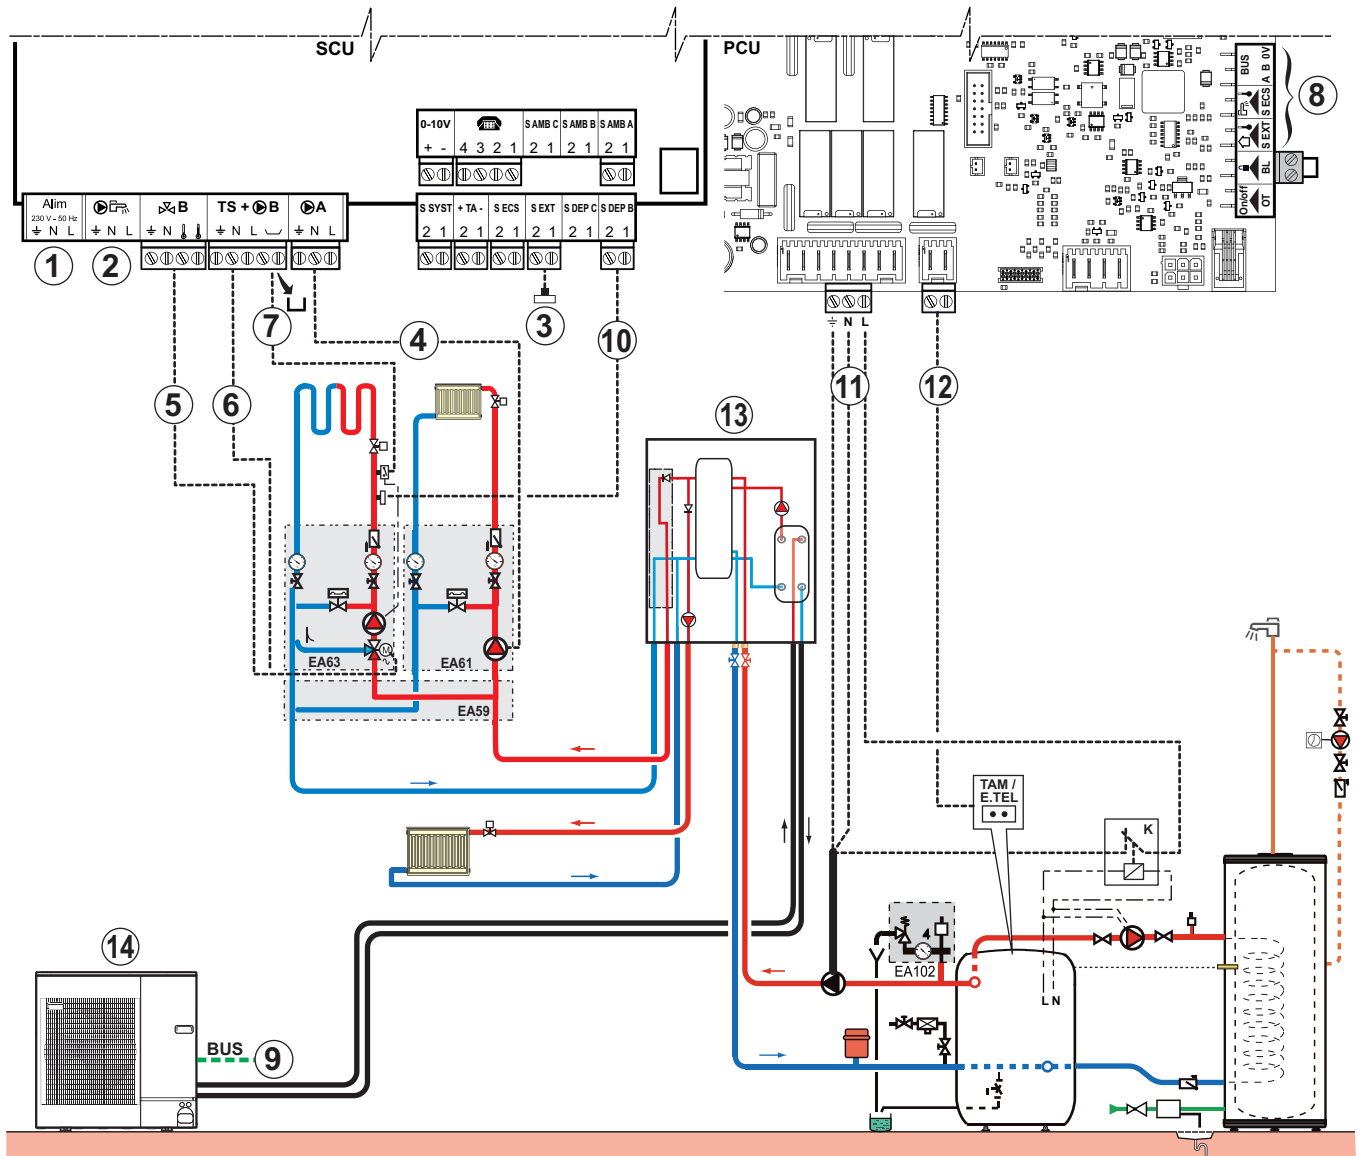 SCU
PCU
0-10V S AMB C S AMB B S AMB A
+ - 4 3 2 1 2 1 2 1 2 1
BUS A B 0V
S ECS
S EXT
BL
On/off OT
8
Alim B TS + B A
230 V - 50 Hz
N L N L N N L N L
S SYST + TA - S ECS S EXT S DEP C S DEP B
2 1 2 1 2 1 2 1 2 1 2 1
1
2
7
4
3
10
N L
5
6
11
12
13
M
~
EA63
EA61
EA59
TAM /
E.TEL
K
4
EA102
L N
14
BUS
9